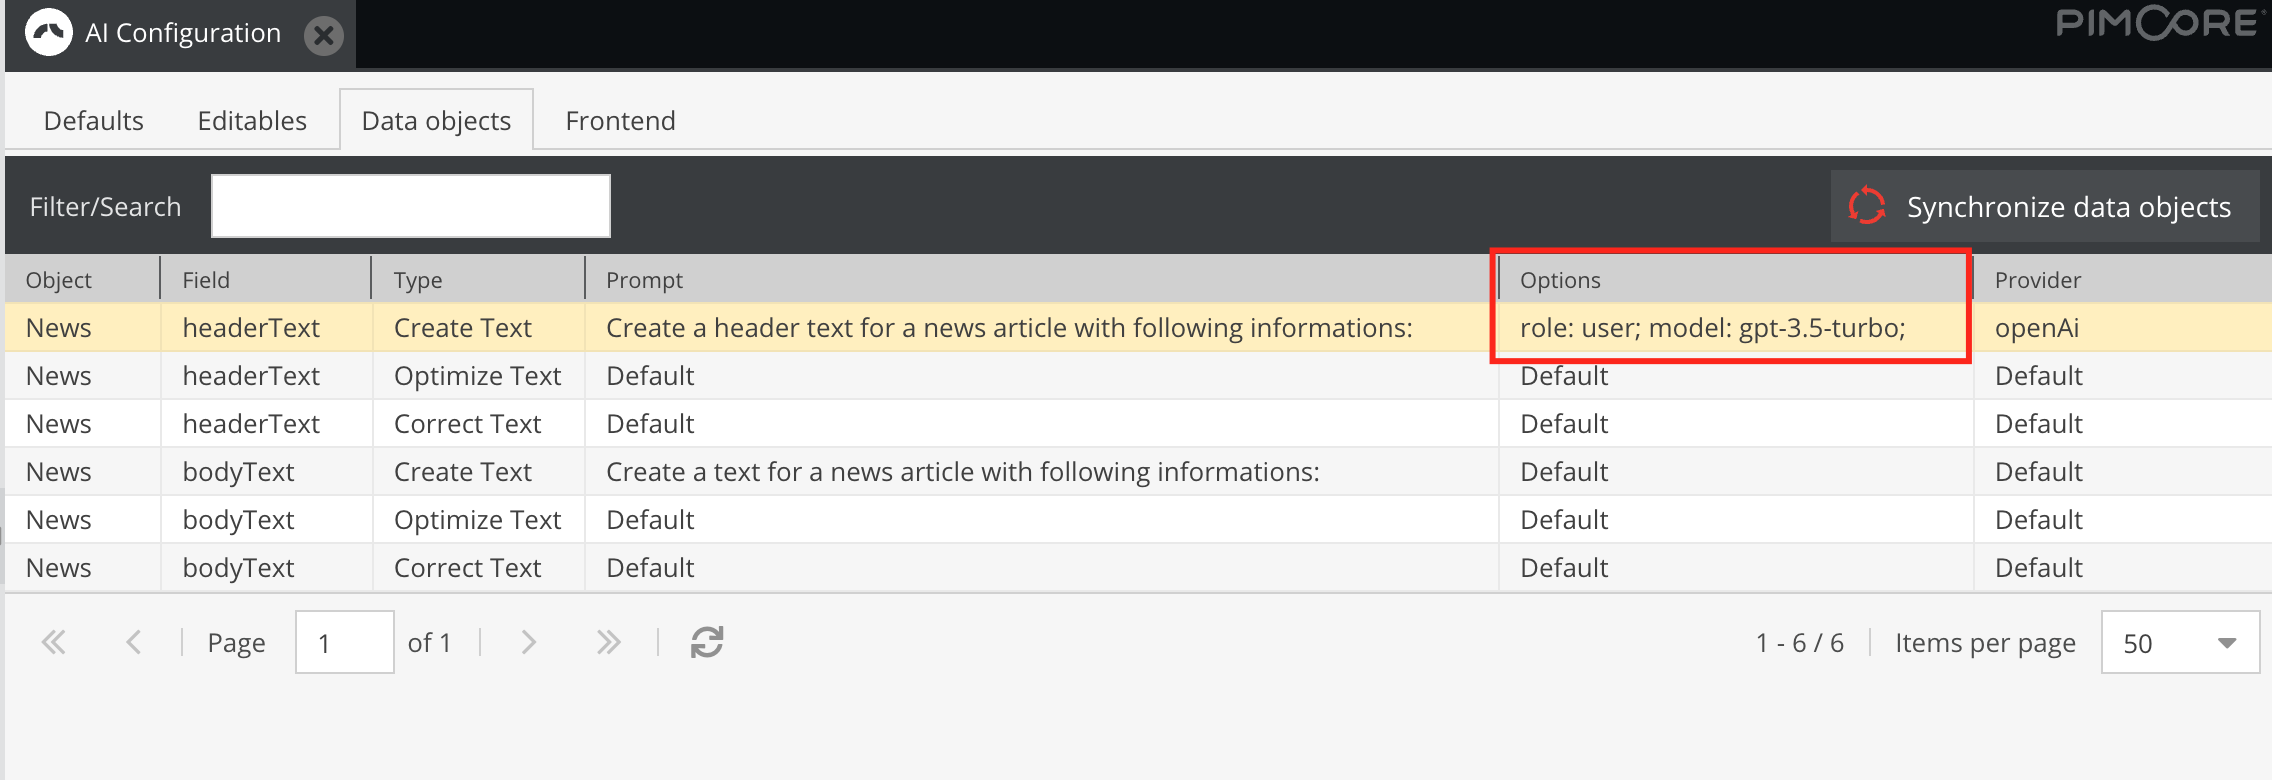 AI Configuration
PIMCORE
Defaults Editables Data objects Frontend
Filter/Search Synchronize data objects
Object Field Type Prompt Options Provider
News headerText Create Text Create a header text for a news article with following informations: role: user; model: gpt-3.5-turbo; openAi
News headerText Optimize Text Default Default Default
News headerText Correct Text Default Default Default
News bodyText Create Text Create a text for a news article with following informations: Default Default
News bodyText Optimize Text Default Default Default
News bodyText Correct Text Default Default Default
Page 1 of 1 1 - 6 / 6 Items per page 50